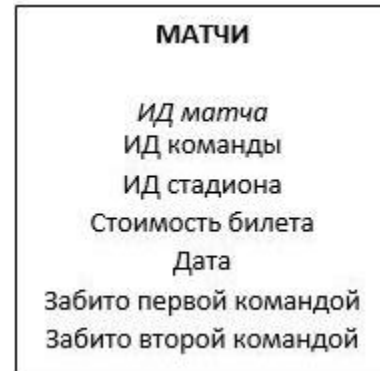 МАТЧИ
ИД матча
ИД команды
ИД стадиона
Стоимость билета
Дата
Забито первой командой
Забито второй командой